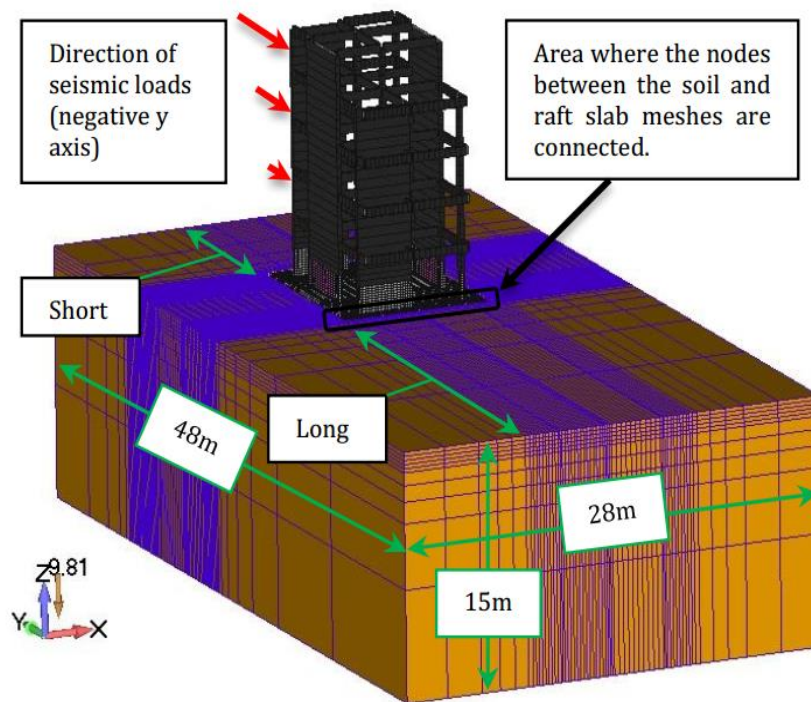 Direction of
seismic loads
(negative y
axis)
Area where the nodes
between the soil and
raft slab meshes are
connected.
Short
Long
48m
28m
15m
Z
9.81
Y
X